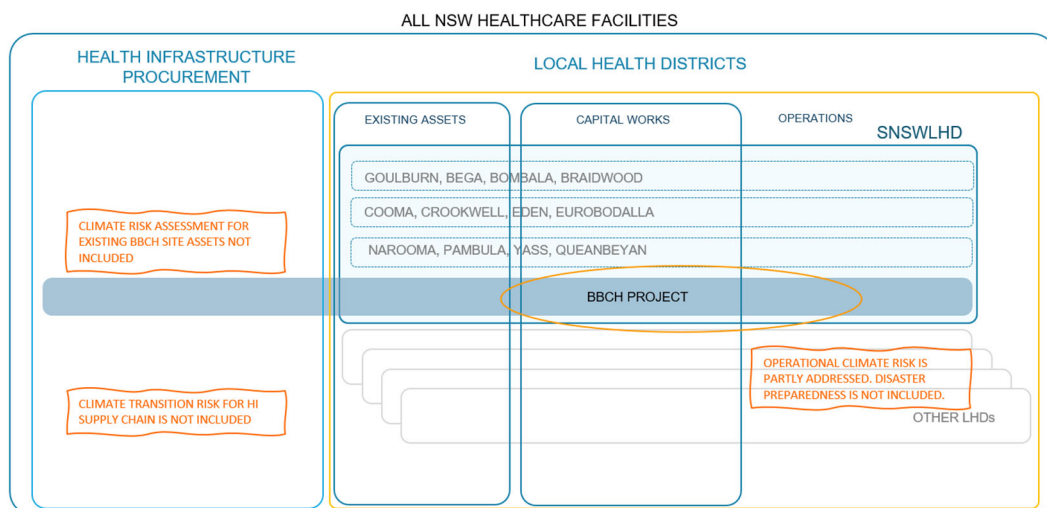 ALL NSW HEALTHCARE FACILITIES
HEALTH INFRASTRUCTURE
PROCUREMENT
LOCAL HEALTH DISTRICTS
EXISTING ASSETS
CAPITAL WORKS
OPERATIONS
SNSWLHD
GOULBURN, BEGA, BOMBALA, BRAIDWOOD
COOMA, CROOKWELL, EDEN, EUROBODALLA
NAROOMA, PAMBULA, YASS, QUEANBEYAN
CLIMATE RISK ASSESSMENT FOR
EXISTING BBCH SITE ASSETS NOT
INCLUDED
BBCH PROJECT
OPERATIONAL CLIMATE RISK IS
PARTLY ADDRESSED. DISASTER
PREPAREDNESS IS NOT INCLUDED.
CLIMATE TRANSITION RISK FOR HI
SUPPLY CHAIN IS NOT INCLUDED
OTHER LHDs